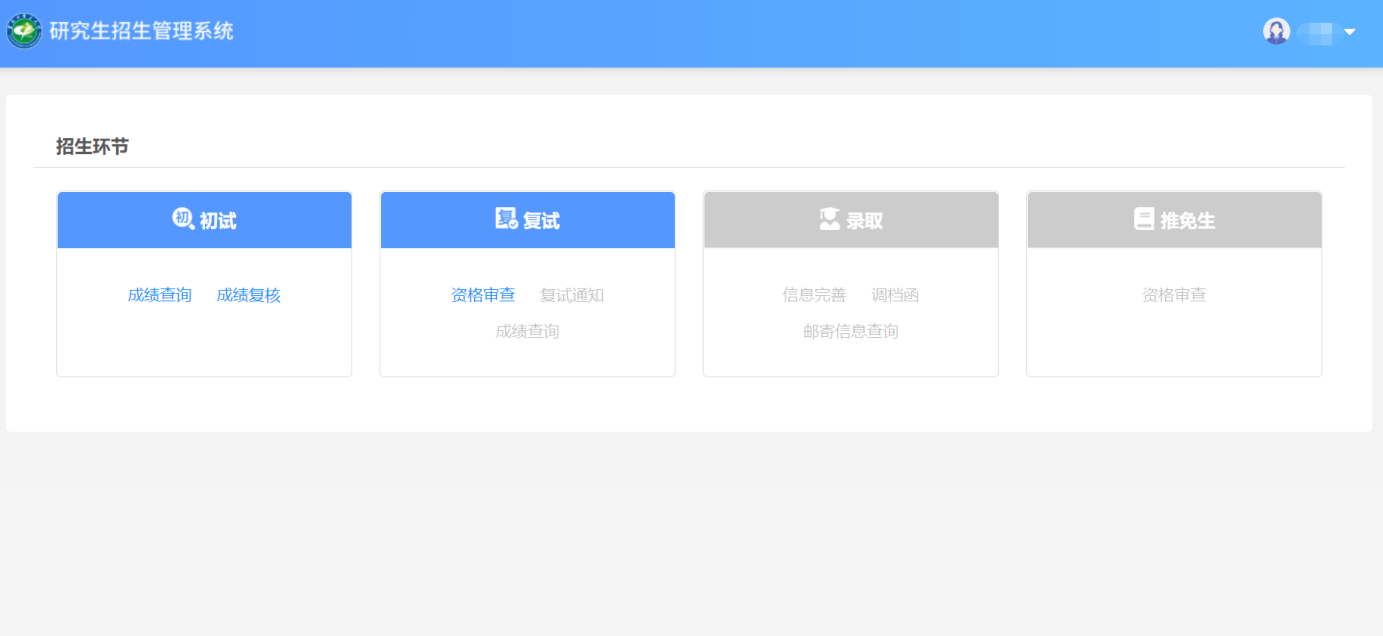 研究生招生管理系统
招生环节
初 初试
复 复试
录取
推免生
成绩查询 成绩复核
资格审查 复试通知
成绩查询
信息完善 调档函
邮寄信息查询
资格审查